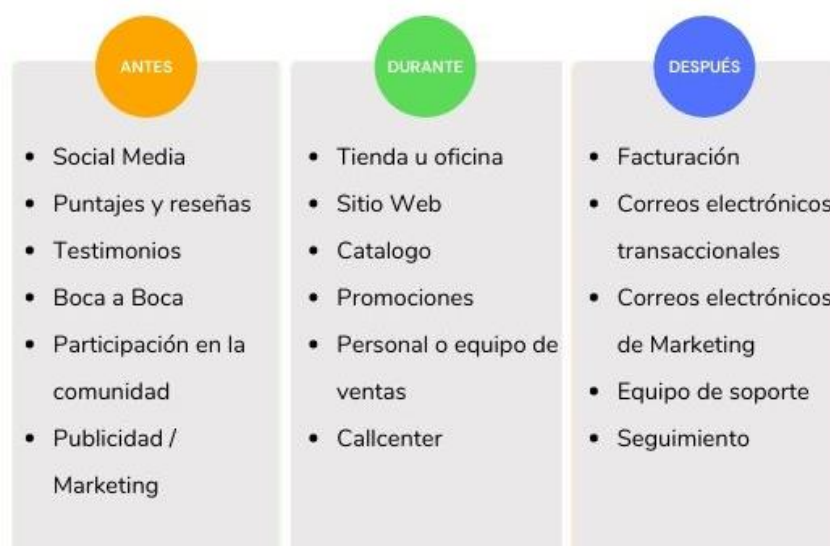 ANTES
Social Media
Puntajes y reseñas
Testimonios
Boca a Boca
Participación en la
comunidad
Publicidad /
Marketing
DURANTE
Tienda u oficina
Sitio Web
Catalogo
Promociones
Personal o equipo de
ventas
Callcenter
DESPUÉS
Facturación
Correos electrónicos
transaccionales
Correos electrónicos
de Marketing
Equipo de soporte
Seguimiento